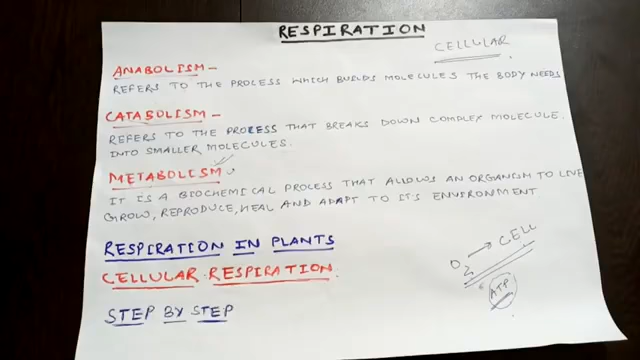 RESPIRATION
CELLULAR
ANABOLISM -
REFERS TO THE PROCESS WHICH BUILDS MOLECULES THE BODY NEEDS
CATABOLISM -
REFERS TO THE PROCESS THAT BREAKS DOWN COMPLEX MOLECULE.
INTO SMALLER MOLECULES.
METABOLISM
IT IS A BIOCHEMICAL PROCESS THAT ALLOWS AN ORGANISM TO LIVE
GROW, REPRODUCE, HEAL AND ADAPT TO IT'S ENVIRONMENT
RESPIRATION IN PLANTS
CELLULAR RESPIRATION.
STEP BY STEP
O2 → CELL
ATP